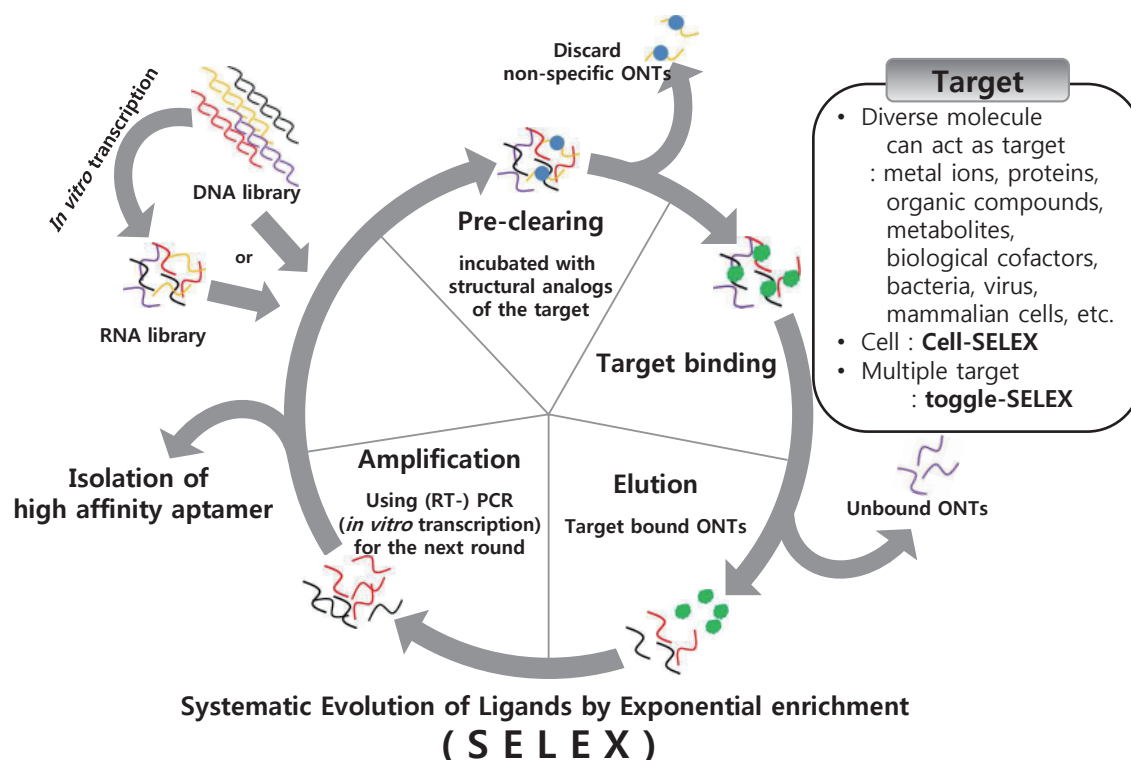 Discard
non-specific ONTs
Target
• Diverse molecule
can act as target
: metal ions, proteins,
organic compounds,
metabolites,
biological cofactors,
bacteria, virus,
mammalian cells, etc.
• Cell : Cell-SELEX
• Multiple target
: toggle-SELEX
In vitro transcription
DNA library
or
RNA library
Pre-clearing
incubated with
structural analogs
of the target
Target binding
Isolation of
high affinity aptamer
Amplification
Using (RT-) PCR
(in vitro transcription)
for the next round
Elution
Target bound ONTs
Unbound ONTs
Systematic Evolution of Ligands by Exponential enrichment
( S E L E X )